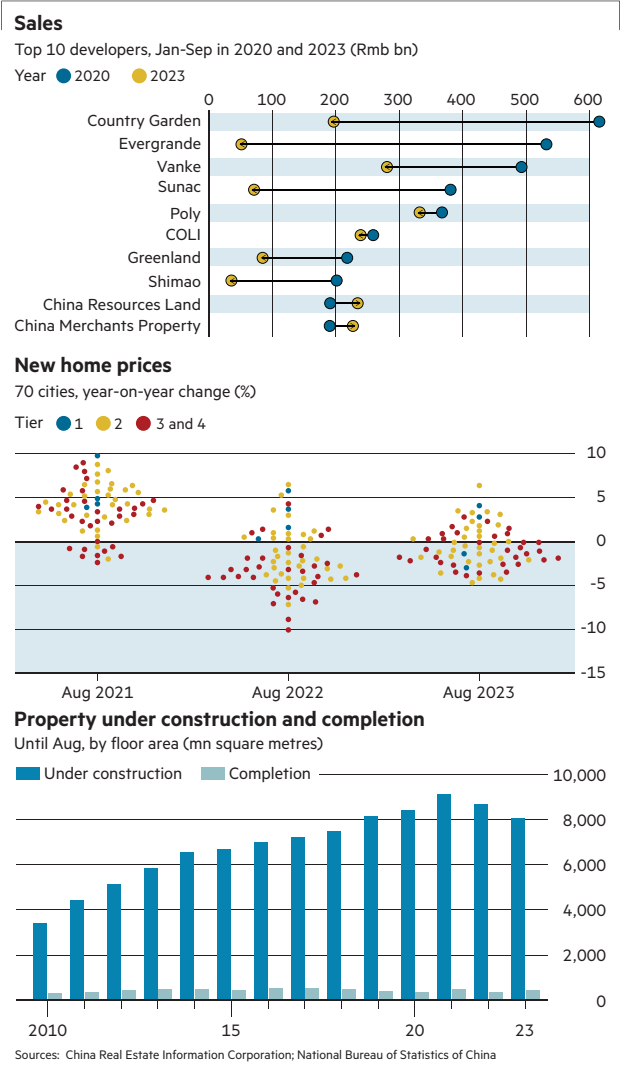 Sales
Top 10 developers, Jan-Sep in 2020 and 2023 (Rmb bn)
Year 2020 2023
0 100 200 300 400 500 600
Country Garden
Evergrande
Vanke
Sunac
Poly
COLI
Greenland
Shimao
China Resources Land
China Merchants Property
New home prices
70 cities, year-on-year change (%)
Tier 1 2 3 and 4
10
5
0
-5
-10
-15
Aug 2021 Aug 2022 Aug 2023
Property under construction and completion
Until Aug, by floor area (mn square metres)
Under construction Completion 10,000
8,000
6,000
4,000
2,000
0
2010 15 20 23
Sources: China Real Estate Information Corporation; National Bureau of Statistics of China